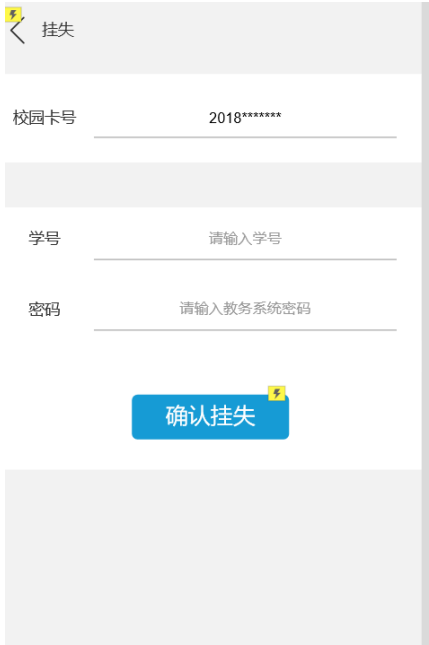 挂失
校园卡号 2018*******
学号 请输入学号
密码 请输入教务系统密码
确认挂失